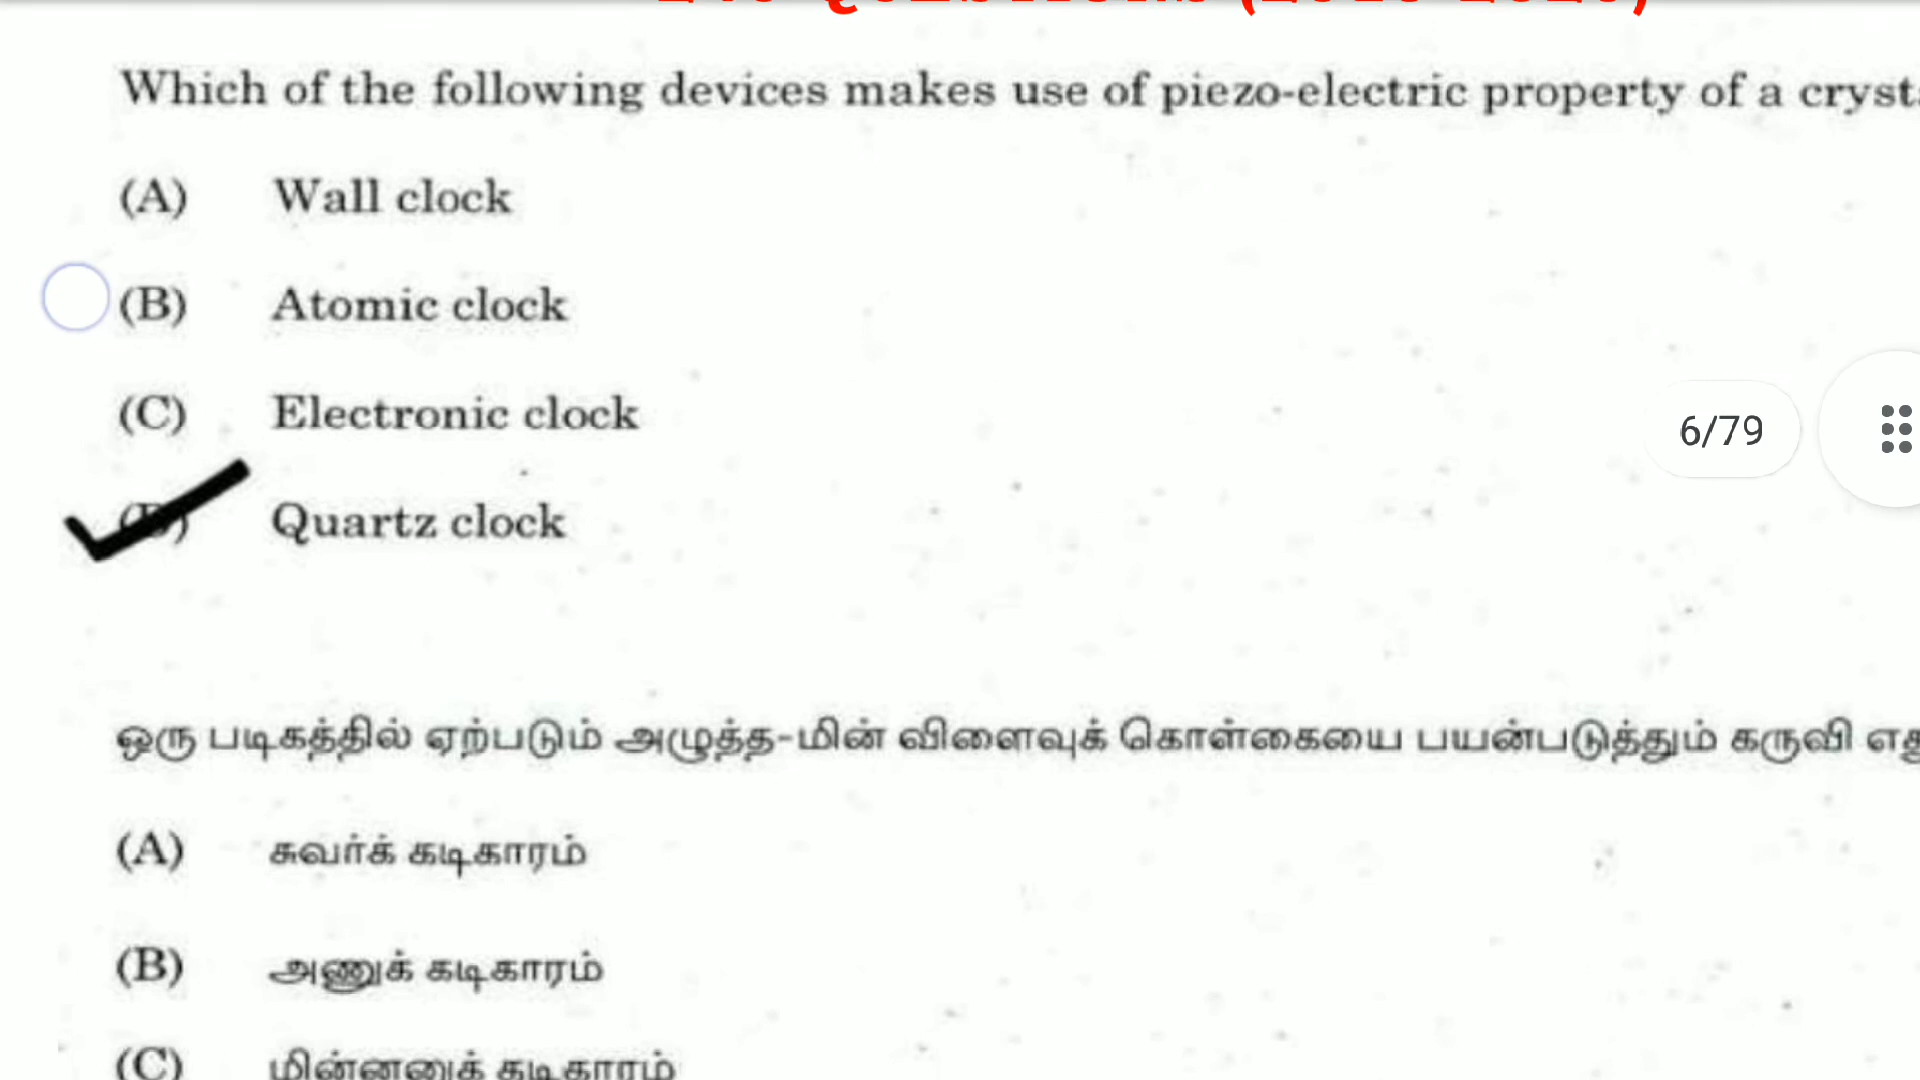 Which of the following devices makes use of piezo-electric property of a
(A) Wall clock
(B) Atomic clock
(C) Electronic clock
6/79
(D) Quartz clock
ஒரு படிகத்தில் ஏற்படும் அழுத்த-மின் விளைவுக் கொள்கையை பயன்படுத்தும் கருவி
(A) சுவர்க் கடிகாரம்
(B) அணுக் கடிகாரம்
(C) மின்னனுக் கடிகாரம்